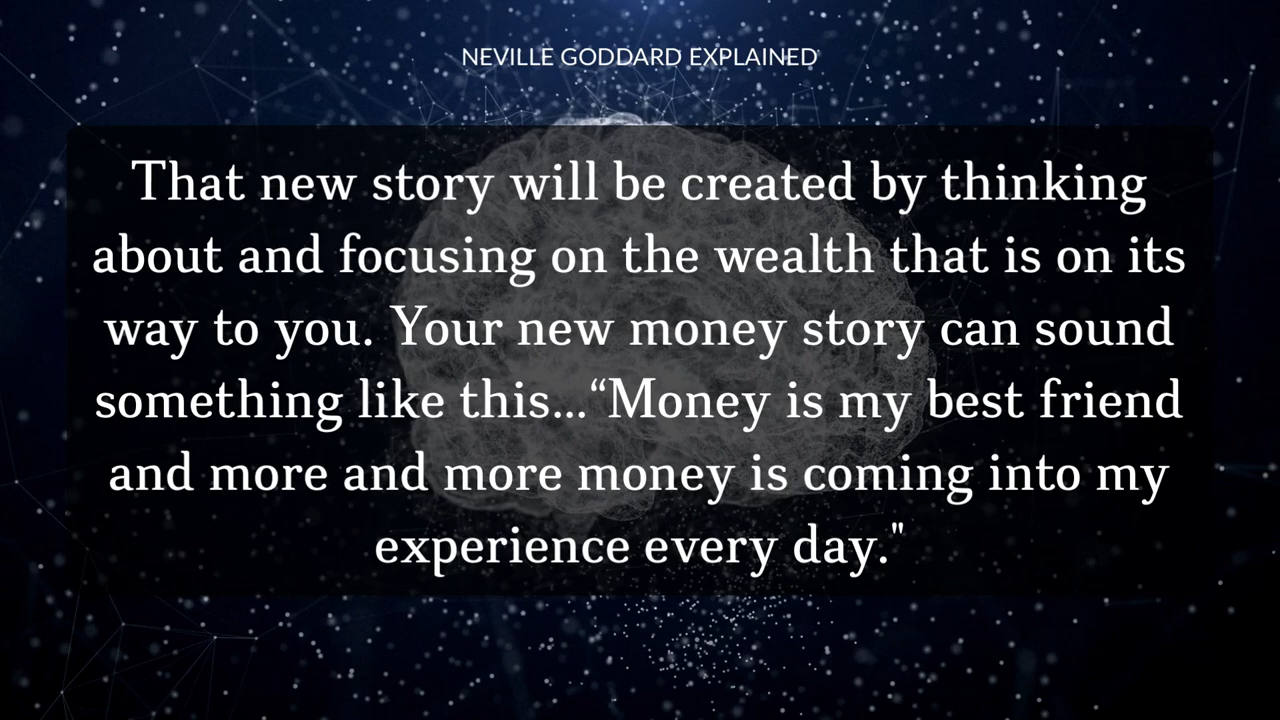 NEVILLE GODDARD EXPLAINED
That new story will be created by thinking
about and focusing on the wealth that is on its
way to you. Your new money story can sound
something like this...“Money is my best friend
and more and more money is coming into my
experience every day."